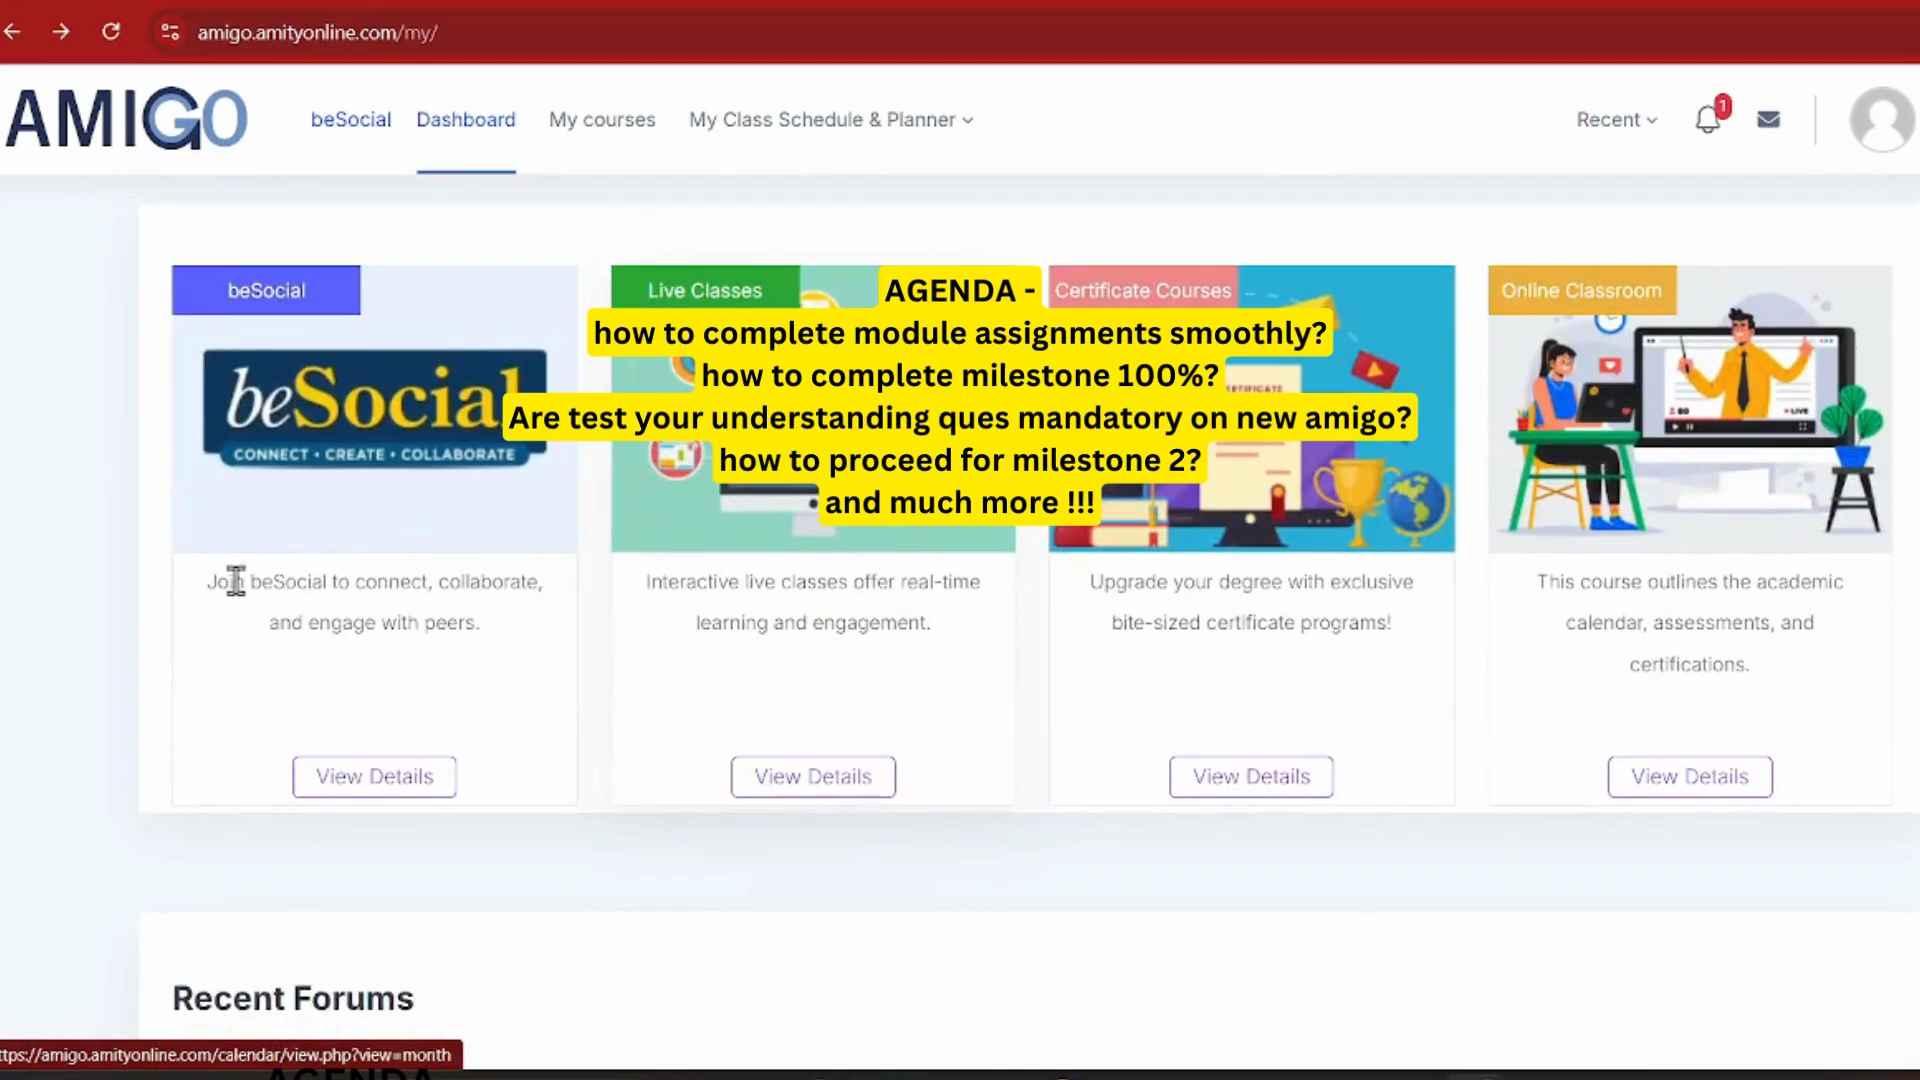 amigo.amityonline.com/my/
AMIGO
beSocial
Dashboard
My courses
My Class Schedule & Planner
Recent
1
beSocial
Live Classes
Certificate Courses
Online Classroom
AGENDA -
how to complete module assignments smoothly?
how to complete milestone 100%?
Are test your understanding ques mandatory on new amigo?
how to proceed for milestone 2?
and much more !!!
beSocial
CONNECT • CREATE • COLLABORATE
Join beSocial to connect, collaborate,
and engage with peers.
Interactive live classes offer real-time
learning and engagement.
Upgrade your degree with exclusive
bite-sized certificate programs!
This course outlines the academic
calendar, assessments, and
certifications.
View Details
View Details
View Details
View Details
Recent Forums
ttps://amigo.amityonline.com/calendar/view.php?view=month
AGENDA